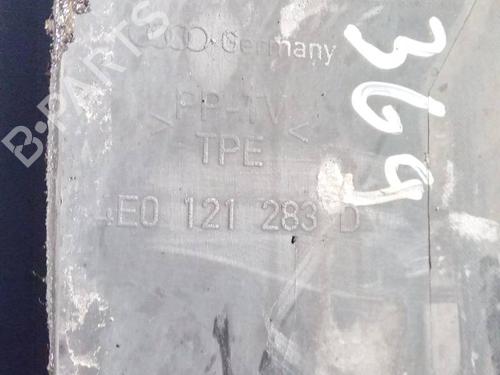 Germany
> PP-TV <
TPE
4E0 121 283 D
369